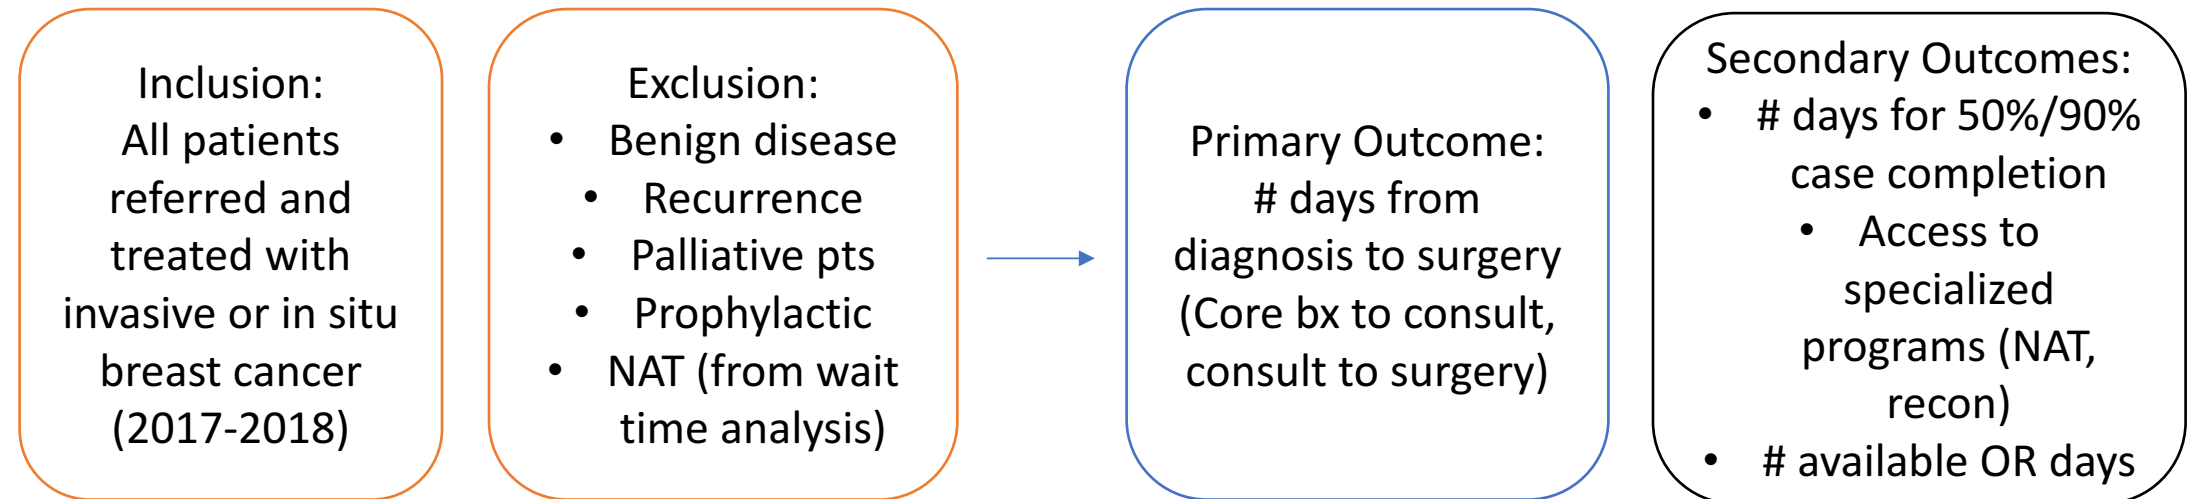 Inclusion:
All patients
referred and
treated with
invasive or in situ
breast cancer
(2017-2018)
Exclusion:
• Benign disease
• Recurrence
• Palliative pts
• Prophylactic
• NAT (from wait
time analysis)
Primary Outcome:
# days from
diagnosis to surgery
(Core bx to consult,
consult to surgery)
Secondary Outcomes:
• # days for 50%/90%
case completion
• Access to
specialized
programs (NAT,
recon)
• # available OR days